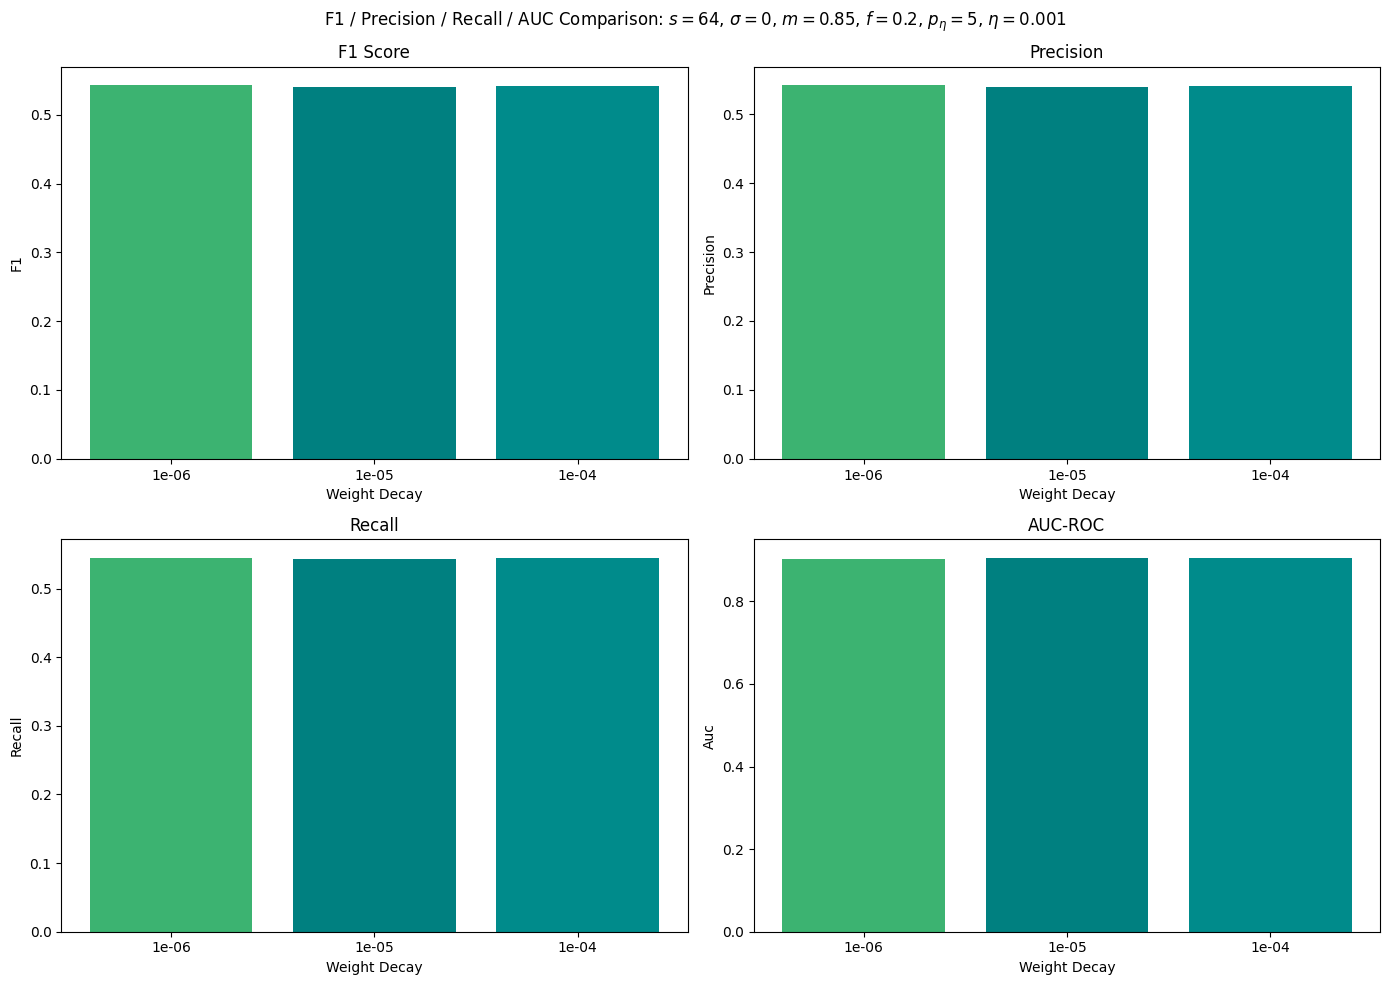 F1 / Precision / Recall / AUC Comparison: s = 64, σ = 0, m = 0.85, f = 0.2, pη = 5, η = 0.001
F1 Score
F1
0.5
0.4
0.3
0.2
0.1
0.0
1e-06 1e-05 1e-04
Weight Decay
Precision
Precision
0.5
0.4
0.3
0.2
0.1
0.0
1e-06 1e-05 1e-04
Weight Decay
Recall
Recall
0.5
0.4
0.3
0.2
0.1
0.0
1e-06 1e-05 1e-04
Weight Decay
AUC-ROC
Auc
0.8
0.6
0.4
0.2
0.0
1e-06 1e-05 1e-04
Weight Decay